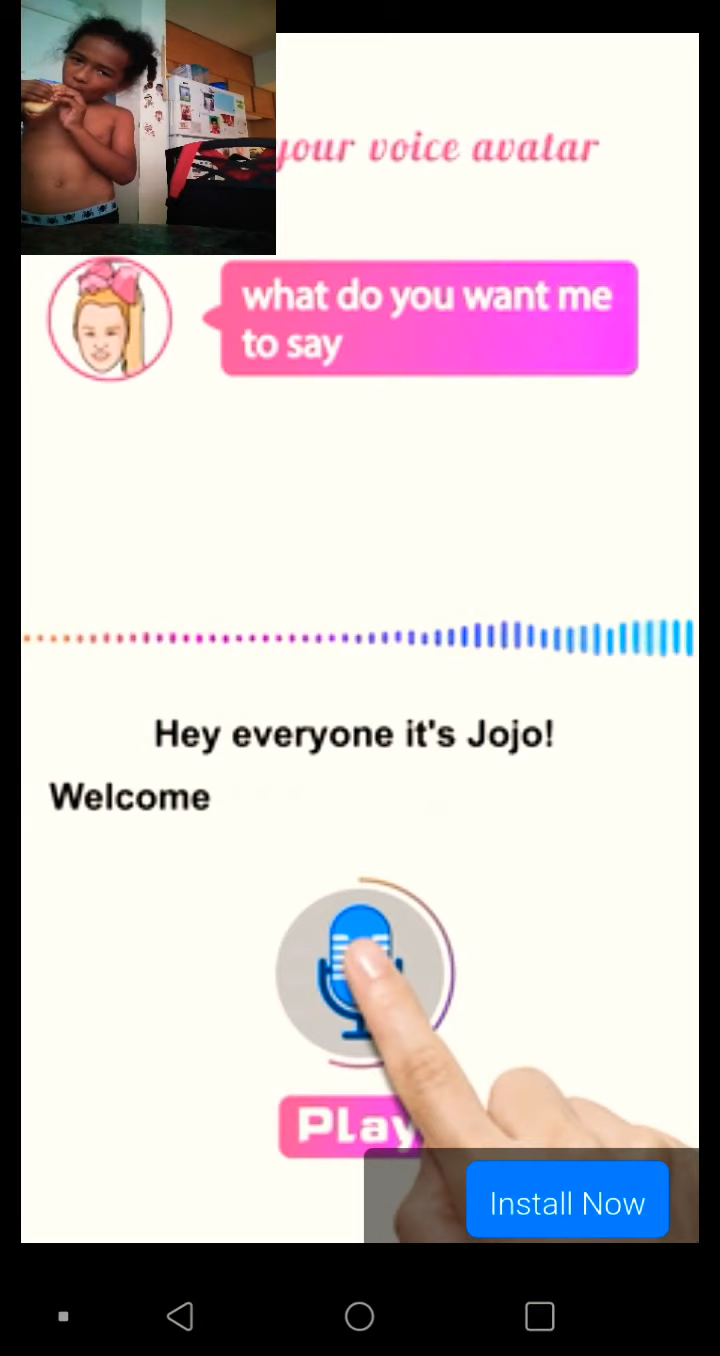 your voice avatar
what do you want me
to say
Hey everyone it's Jojo!
Welcome
Play
Install Now